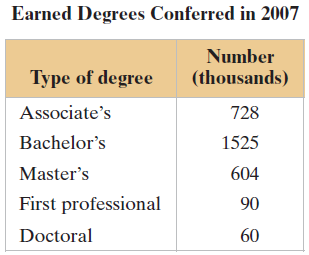 Earned Degrees Conferred in 2007
Number
Type of degree (thousands)
Associate's 728
Bachelor's 1525
Master's 604
First professional 90
Doctoral 60